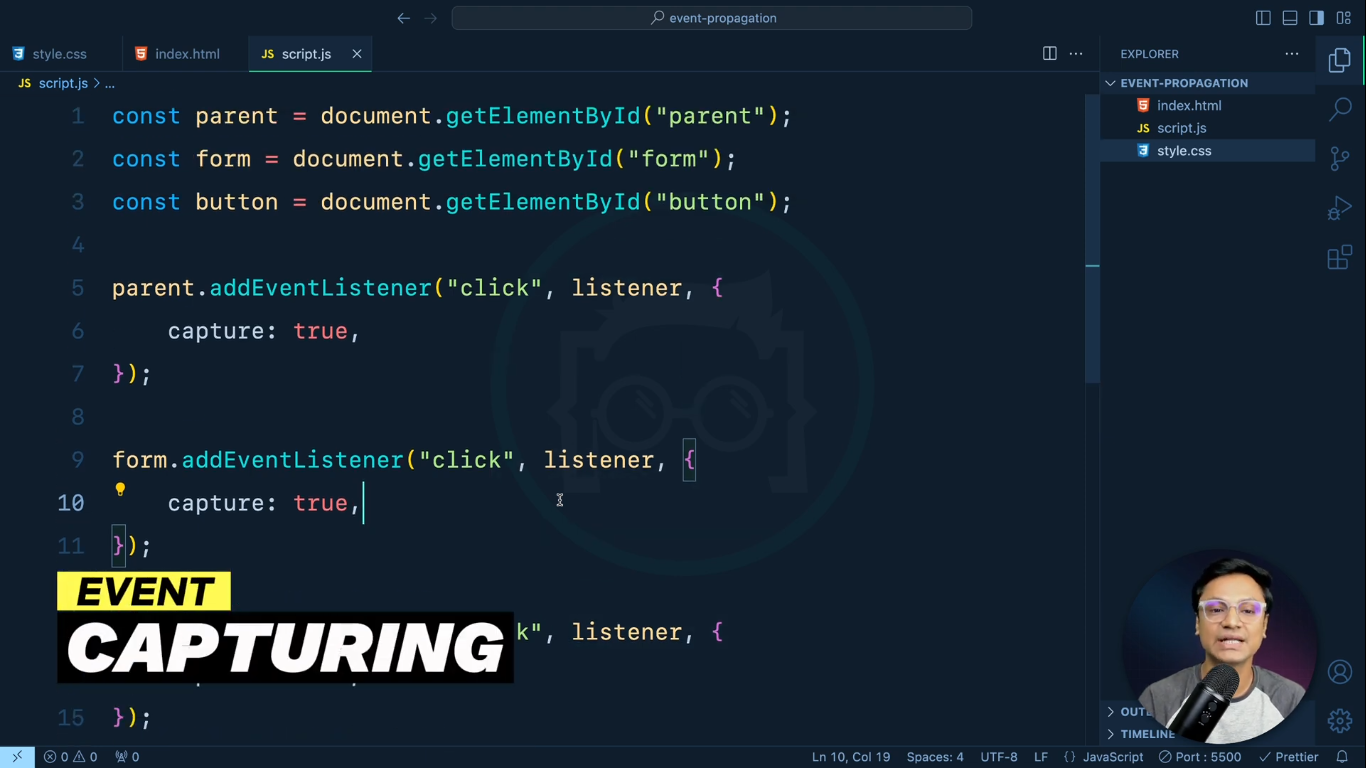 event-propagation
style.css
index.html
JS script.js
JS script.js > ...
1 const parent = document.getElementById("parent");
2 const form = document.getElementById("form");
3 const button = document.getElementById("button");
4
5 parent.addEventListener("click", listener, {
6 capture: true,
7 });
8
9 form.addEventListener("click", listener, {
10 capture: true,
11 });
EVENT
CAPTURING
k", listener, {
15 });
EXPLORER
EVENT-PROPAGATION
index.html
JS script.js
style.css
TIMELINE
0 0 0
Ln 10, Col 19 Spaces: 4 UTF-8 LF {} JavaScript Port : 5500 Prettier